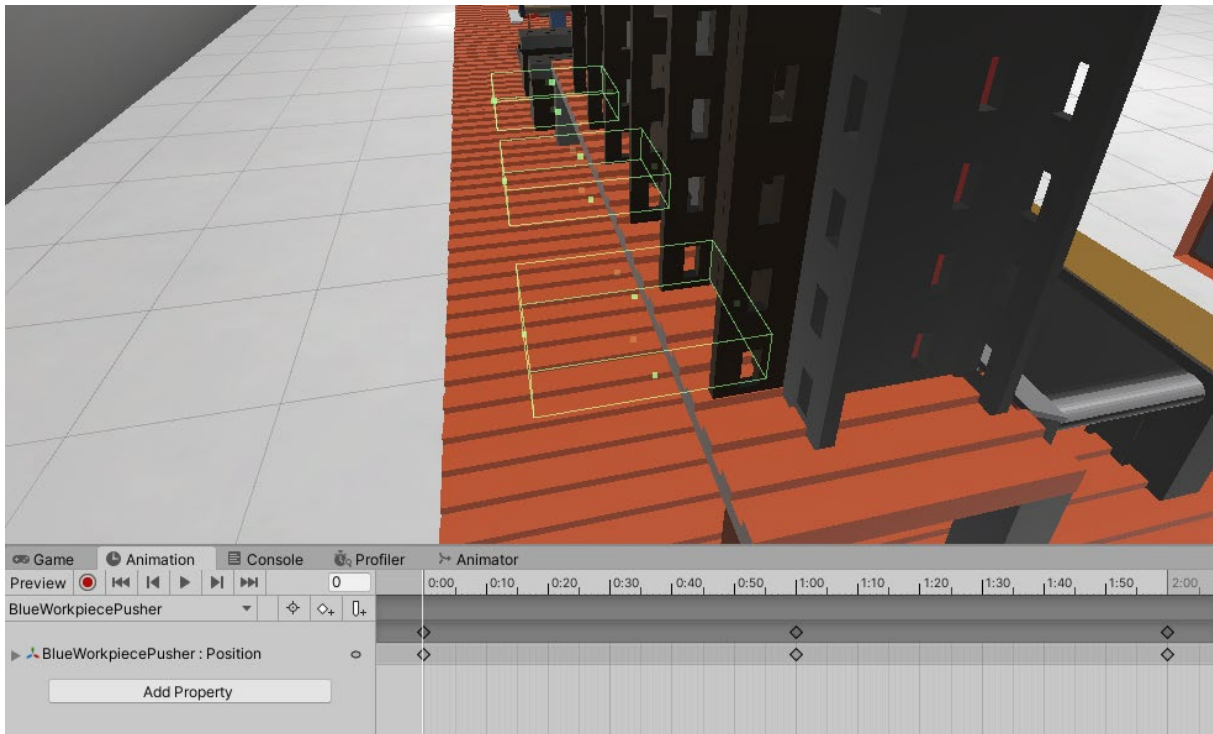 Game Animation Console Profiler Animator
Preview 0 0:00 0:10 0:20 0:30 0:40 0:50 1:00 1:10 1:20 1:30 1:40 1:50 2:00
BlueWorkpiecePusher
BlueWorkpiecePusher : Position
Add Property